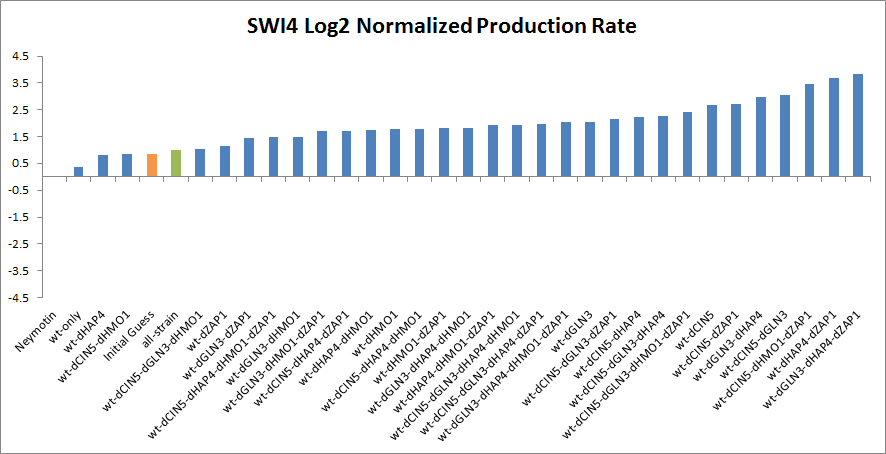 SWI4 Log2 Normalized Production Rate
4.5
3.5
2.5
1.5
0.5
-0.5
-1.5
-2.5
-3.5
-4.5
Neymotin
wt-only
wt-dHAP4
wt-dCIN5-dHMO1
Initial Guess
all-strain
wt-dCIN5-dGLN3-dHMO1
wt-dZAP1
wt-dGLN3-dZAP1
wt-dCIN5-dHAP4-dHMO1-dZAP1
wt-dGLN3-dHMO1
wt-dGLN3-dHMO1-dZAP1
wt-dCIN5-dHAP4-dZAP1
wt-dHAP4-dHMO1
wt-dHMO1
wt-dCIN5-dHAP4-dHMO1
wt-dHMO1-dZAP1
wt-dGLN3-dHAP4-dHMO1
wt-dHAP4-dHMO1-dZAP1
wt-dCIN5-dGLN3-dHAP4-dHMO1
wt-dCIN5-dGLN3-dHAP4-dZAP1
wt-dGLN3-dHAP4-dHMO1-dZAP1
wt-dGLN3
wt-dCIN5-dGLN3-dZAP1
wt-dCIN5-dHAP4
wt-dCIN5-dGLN3-dHAP4
wt-dCIN5-dGLN3-dHMO1-dZAP1
wt-dCIN5
wt-dCIN5-dZAP1
wt-dGLN3-dHAP4
wt-dCIN5-dGLN3
wt-dCIN5-dHMO1-dZAP1
wt-dHAP4-dZAP1
wt-dGLN3-dHAP4-dZAP1